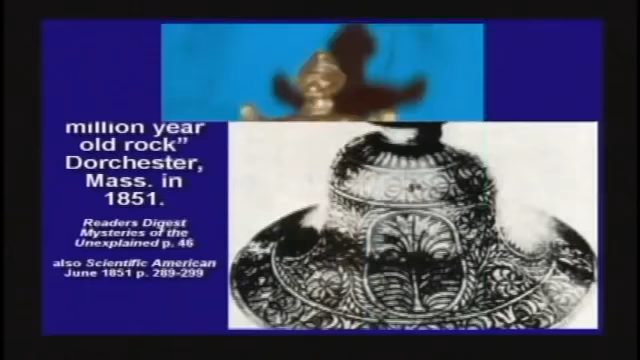 million year
old rock”
Dorchester,
Mass. in
1851.
Readers Digest
Mysteries of the
Unexplained p. 46
also Scientific American
June 1851 p. 289-299